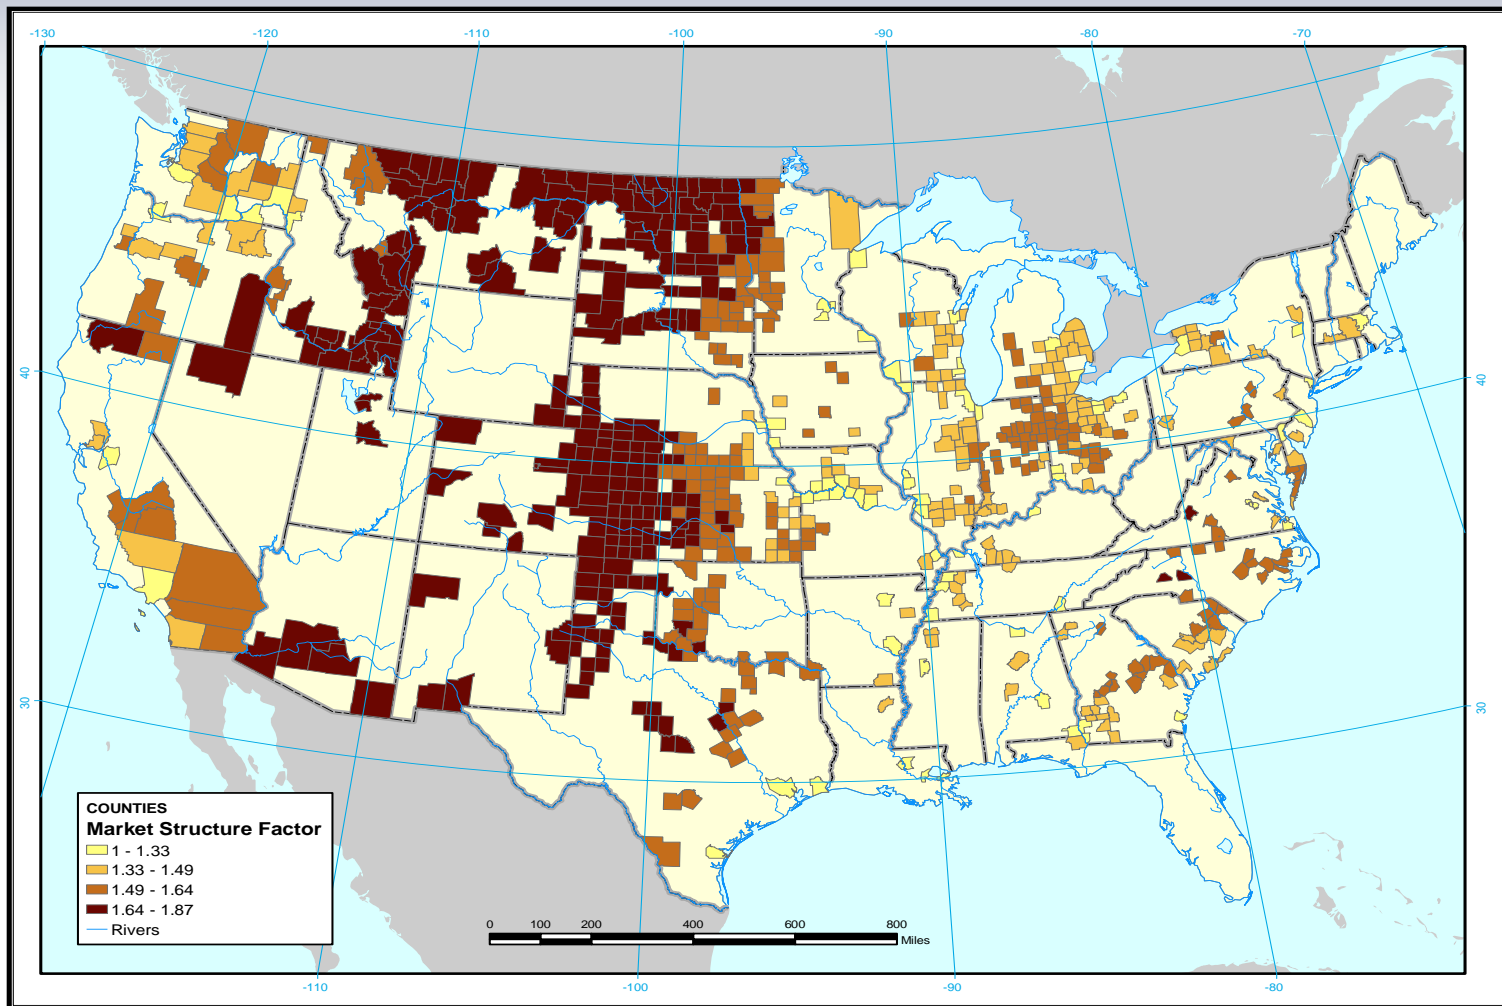 -130 -120 -110 -100 -90 -80 -70
40 40
30 30
COUNTIES
Market Structure Factor
1 - 1.33
1.33 - 1.49
1.49 - 1.64
1.64 - 1.87
Rivers
0 100 200 400 600 800
Miles
-110 -100 -90 -80